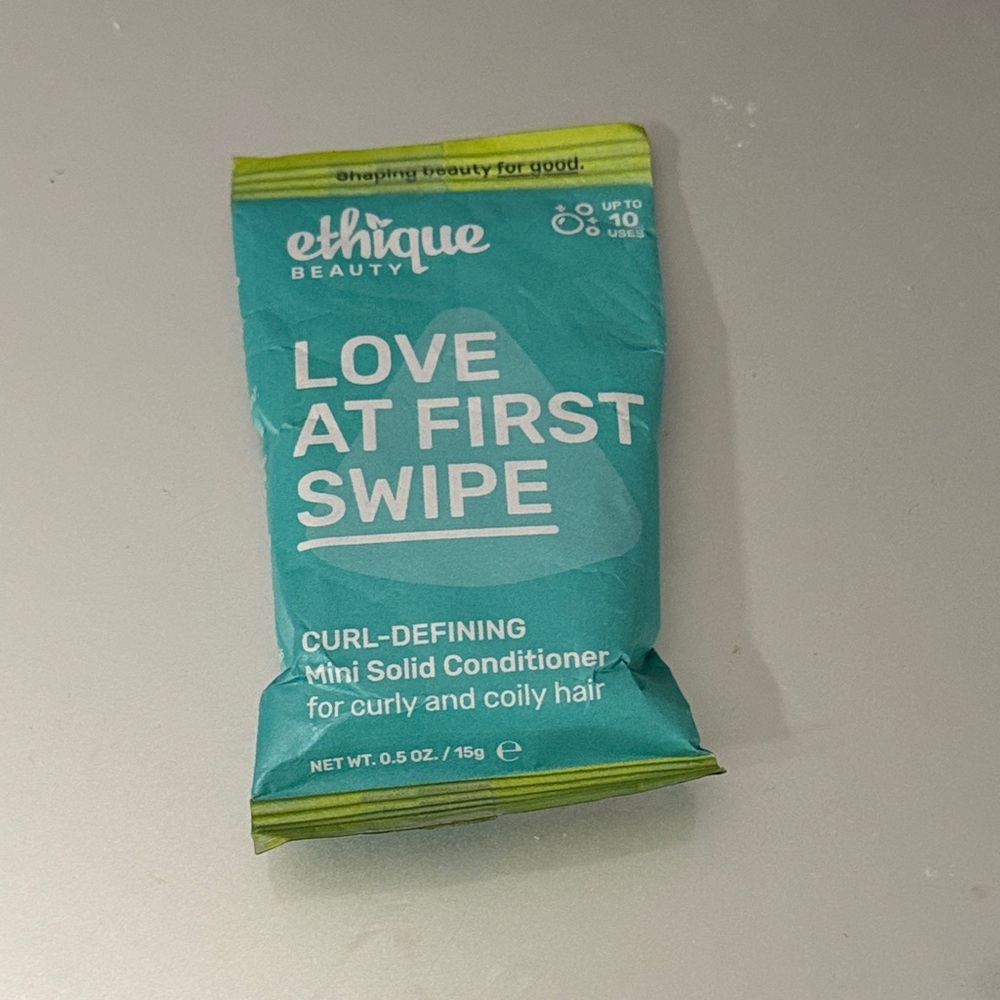 Shaping beauty for good.
ethique
BEAUTY
UP TO
10
USES
LOVE
AT FIRST
SWIPE
CURL-DEFINING
Mini Solid Conditioner
for curly and coily hair
NET WT. 0.5 OZ. / 15g ℮